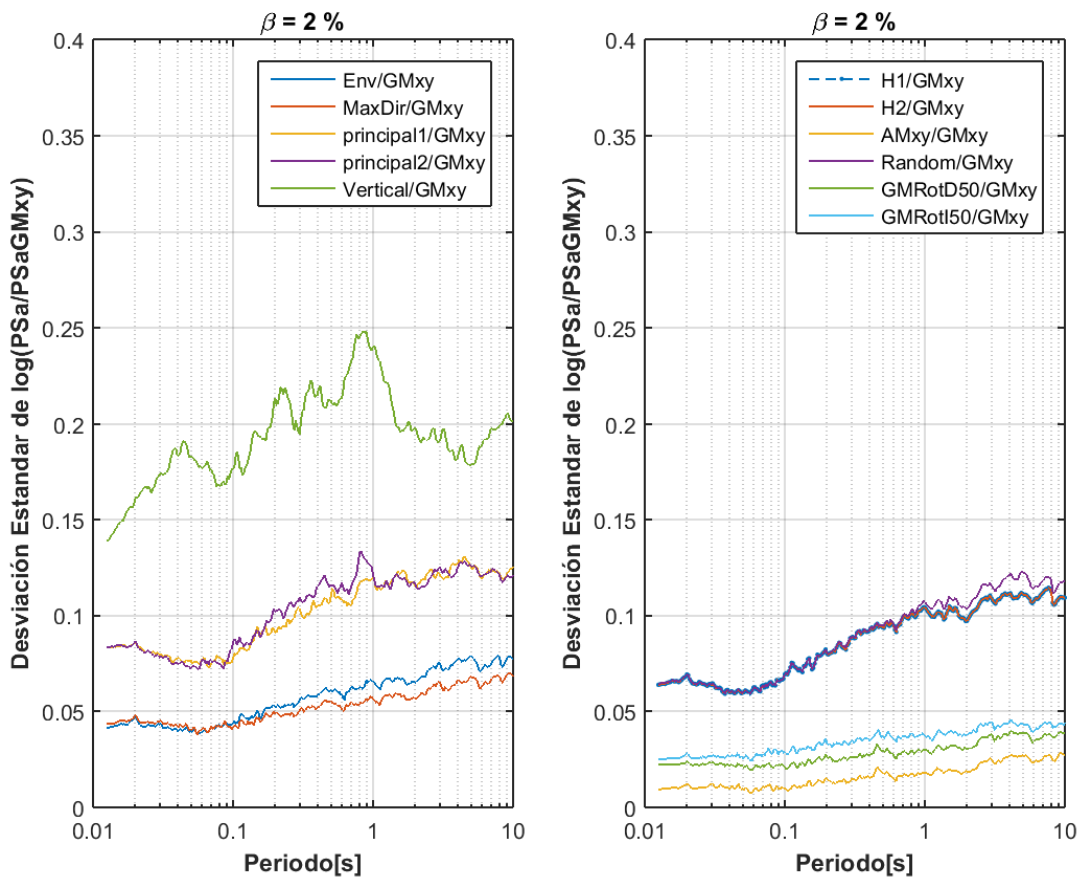 β = 2 %
0.4
0.35
0.3
0.25
0.2
0.15
0.1
0.05
0
0.01
0.1
1
10
Periodo[s]
Desviación Estandar de log(PSa/PSaGMxy)
Env/GMxy
MaxDir/GMxy
principal1/GMxy
principal2/GMxy
Vertical/GMxy
β = 2 %
0.4
0.35
0.3
0.25
0.2
0.15
0.1
0.05
0
0.01
0.1
1
10
Periodo[s]
Desviación Estandar de log(PSa/PSaGMxy)
H1/GMxy
H2/GMxy
AMxy/GMxy
Random/GMxy
GMRotD50/GMxy
GMRotI50/GMxy